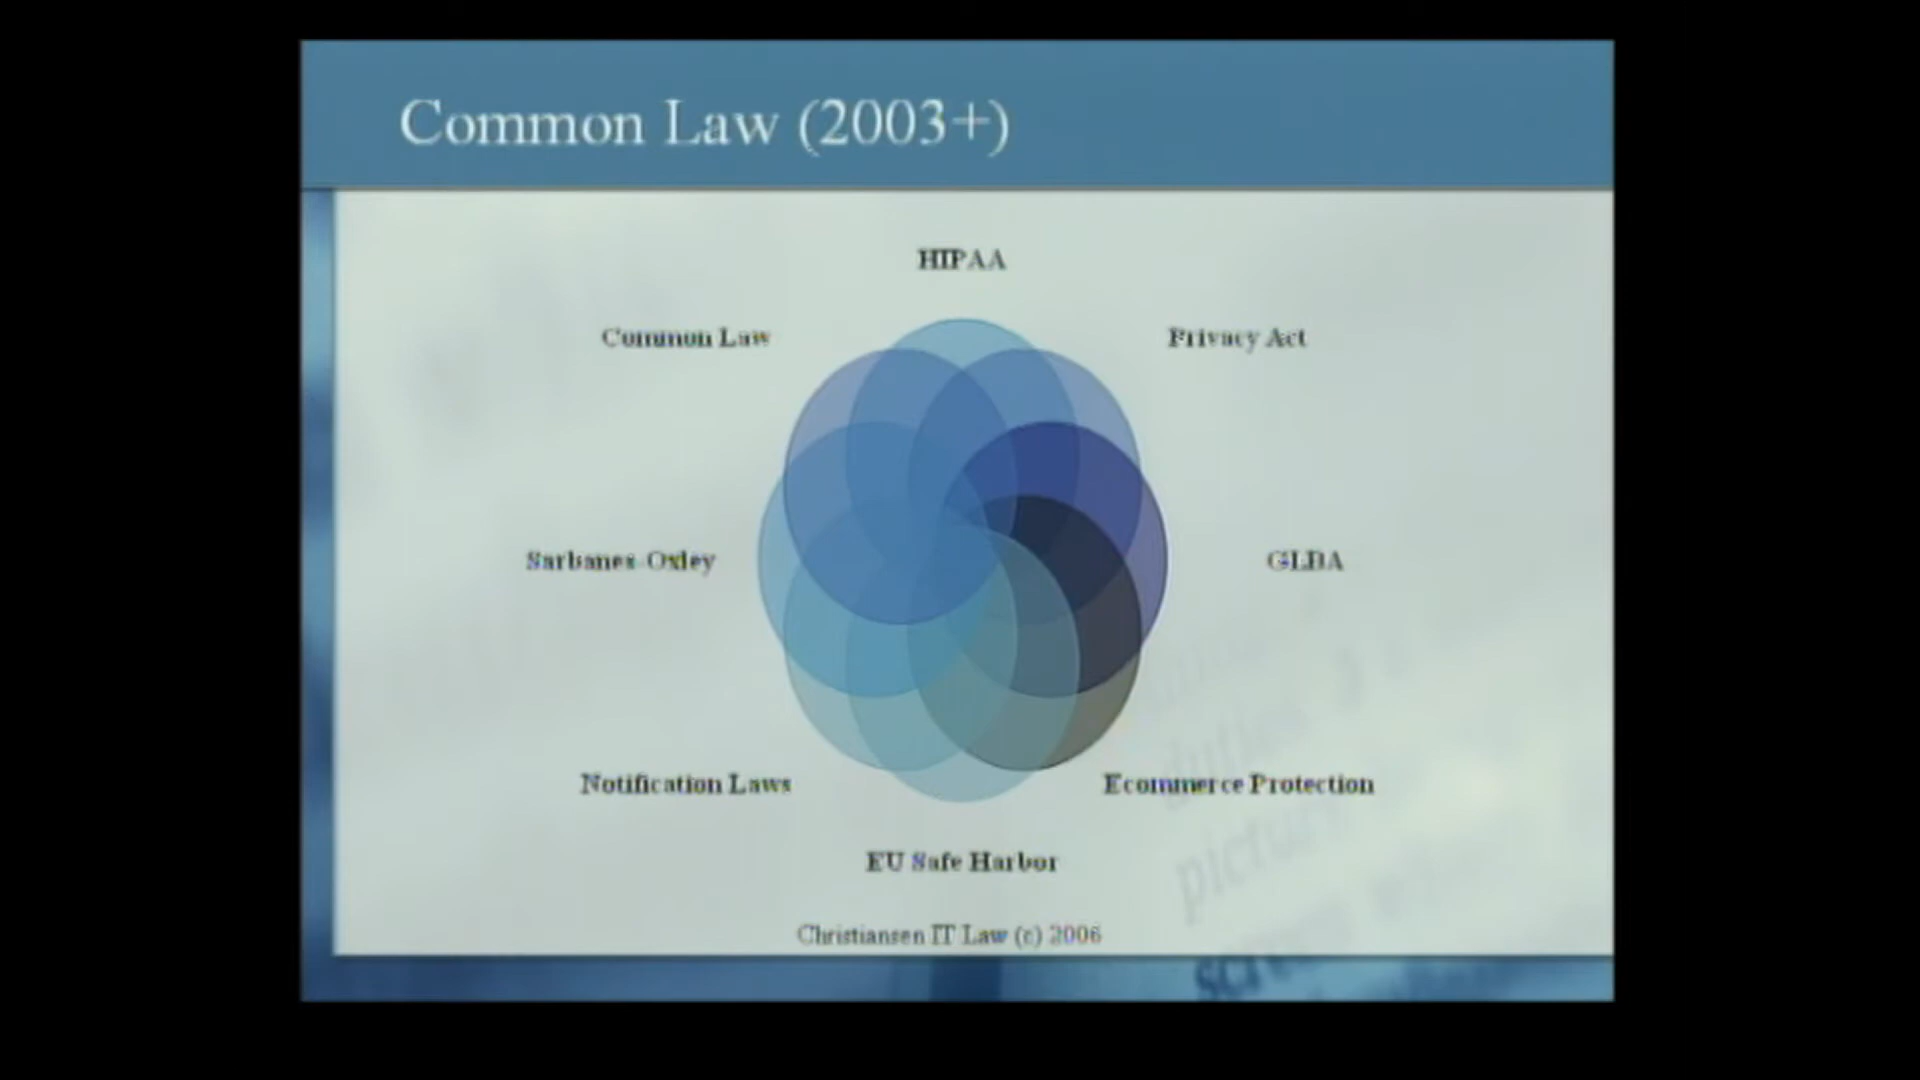 Common Law (2003+)
HIPAA
Common Law
Privacy Act
Sarbanes-Oxley
GLBA
Notification Laws
Ecommerce Protection
EU Safe Harbor
Christiansen IT Law (c) 2006